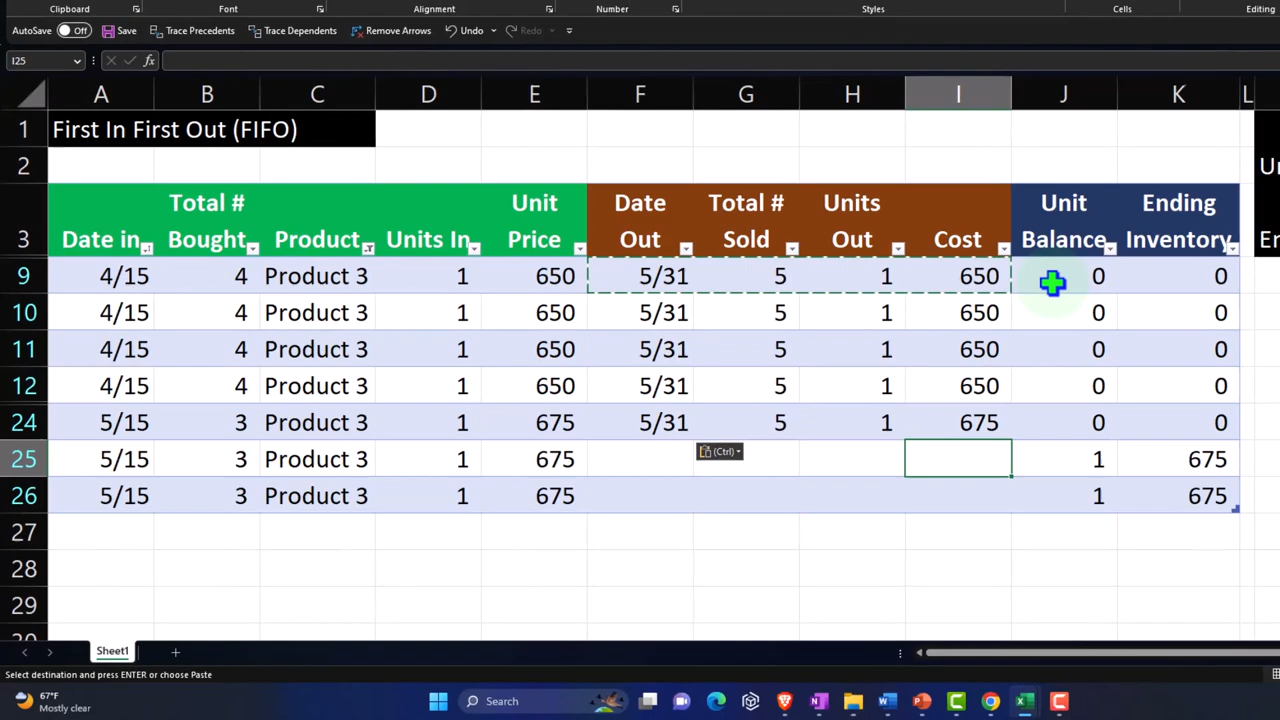 Clipboard Font Alignment Number Styles Cells Editing
AutoSave Off Save Trace Precedents Trace Dependents Remove Arrows Undo Redo
I25 fx
A B C D E F G H I J K L
1 First In First Out (FIFO)
2
Total # Unit Date Total # Units Unit Ending
3 Date in Bought Product Units In Price Out Sold Out Cost Balance Inventory
9 4/15 4 Product 3 1 650 5/31 5 1 650 0 0
10 4/15 4 Product 3 1 650 5/31 5 1 650 0 0
11 4/15 4 Product 3 1 650 5/31 5 1 650 0 0
12 4/15 4 Product 3 1 650 5/31 5 1 650 0 0
24 5/15 3 Product 3 1 675 5/31 5 1 675 0 0
25 5/15 3 Product 3 1 675 (Ctrl) 1 675
26 5/15 3 Product 3 1 675 1 675
27
28
29
Sheet1
Select destination and press ENTER or choose Paste
67°F
Mostly clear
Search